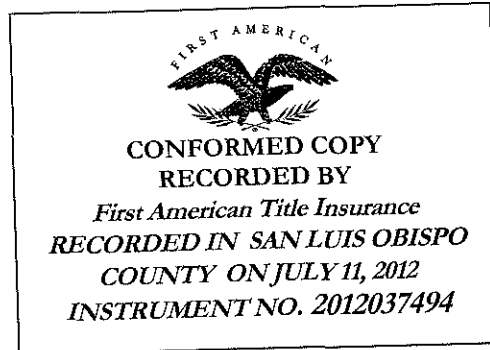 FIRST AMERICAN
CONFORMED COPY
RECORDED BY
First American Title Insurance
RECORDED IN SAN LUIS OBISPO
COUNTY ON JULY 11, 2012
INSTRUMENT NO. 2012037494